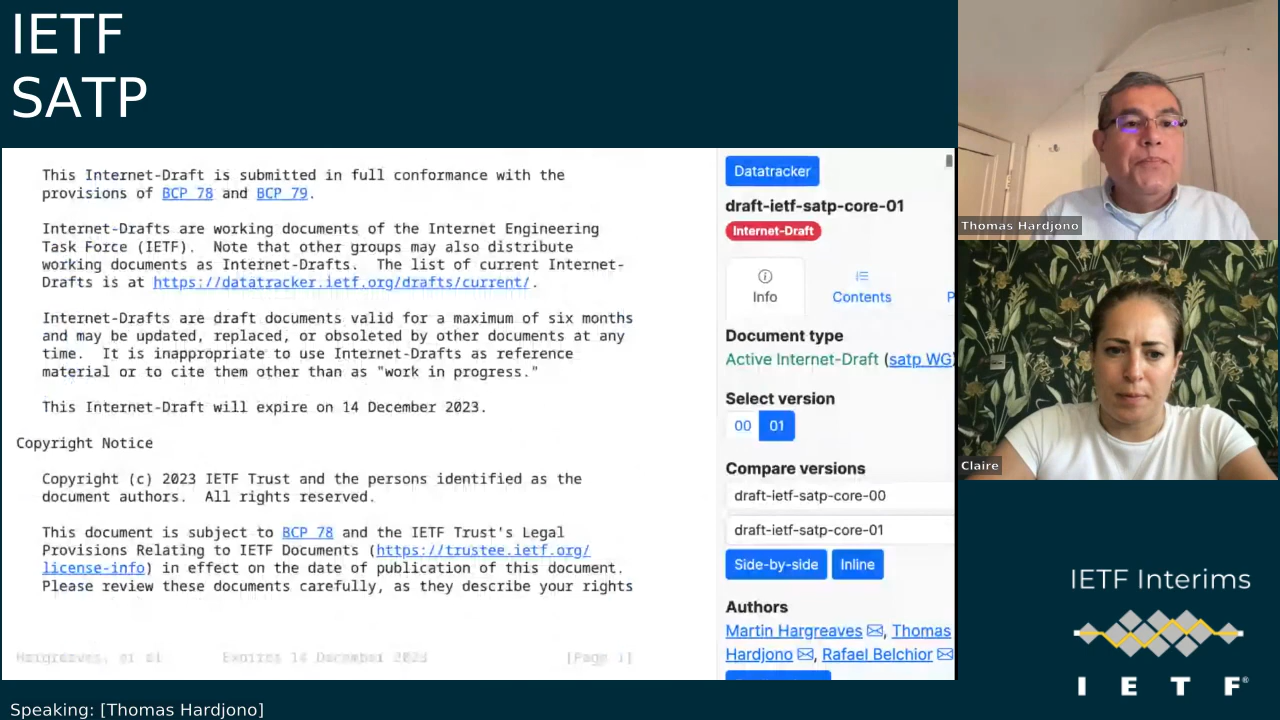 IETF
SATP
This Internet-Draft is submitted in full conformance with the
provisions of BCP 78 and BCP 79.
Internet-Drafts are working documents of the Internet Engineering
Task Force (IETF).  Note that other groups may also distribute
working documents as Internet-Drafts.  The list of current Internet-
Drafts is at https://datatracker.ietf.org/drafts/current/.
Internet-Drafts are draft documents valid for a maximum of six months
and may be updated, replaced, or obsoleted by other documents at any
time.  It is inappropriate to use Internet-Drafts as reference
material or to cite them other than as "work in progress."
This Internet-Draft will expire on 14 December 2023.
Copyright Notice
Copyright (c) 2023 IETF Trust and the persons identified as the
document authors.  All rights reserved.
This document is subject to BCP 78 and the IETF Trust's Legal
Provisions Relating to IETF Documents (https://trustee.ietf.org/
license-info) in effect on the date of publication of this document.
Please review these documents carefully, as they describe your rights
Hargreaves, et al.      Expires 14 December 2023      [Page 1]
Datatracker
draft-ietf-satp-core-01
Internet-Draft
Info
Contents
P
Document type
Active Internet-Draft (satp WG)
Select version
00 01
Compare versions
draft-ietf-satp-core-00
draft-ietf-satp-core-01
Side-by-side Inline
Authors
Martin Hargreaves, Thomas
Hardjono, Rafael Belchior
Thomas Hardjono
Claire
IETF Interims
I E T F®
Speaking: [Thomas Hardjono]